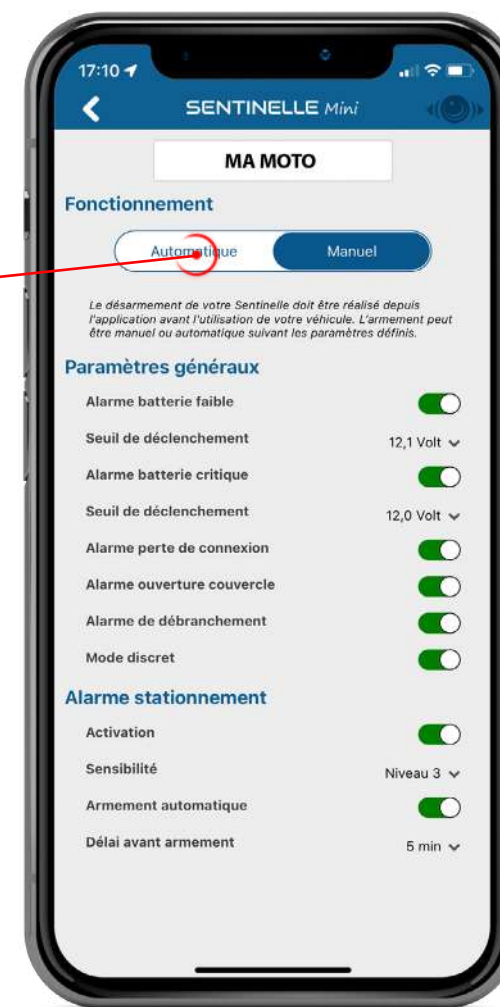 17:10
SENTINELLE Mini
MA MOTO
Fonctionnement
Automatique Manuel
Le désarmement de votre Sentinelle doit être réalisé depuis
l'application avant l'utilisation de votre véhicule. L'armement peut
être manuel ou automatique suivant les paramètres définis.
Paramètres généraux
Alarme batterie faible
Seuil de déclenchement 12,1 Volt
Alarme batterie critique
Seuil de déclenchement 12,0 Volt
Alarme perte de connexion
Alarme ouverture couvercle
Alarme de débranchement
Mode discret
Alarme stationnement
Activation
Sensibilité Niveau 3
Armement automatique
Délai avant armement 5 min